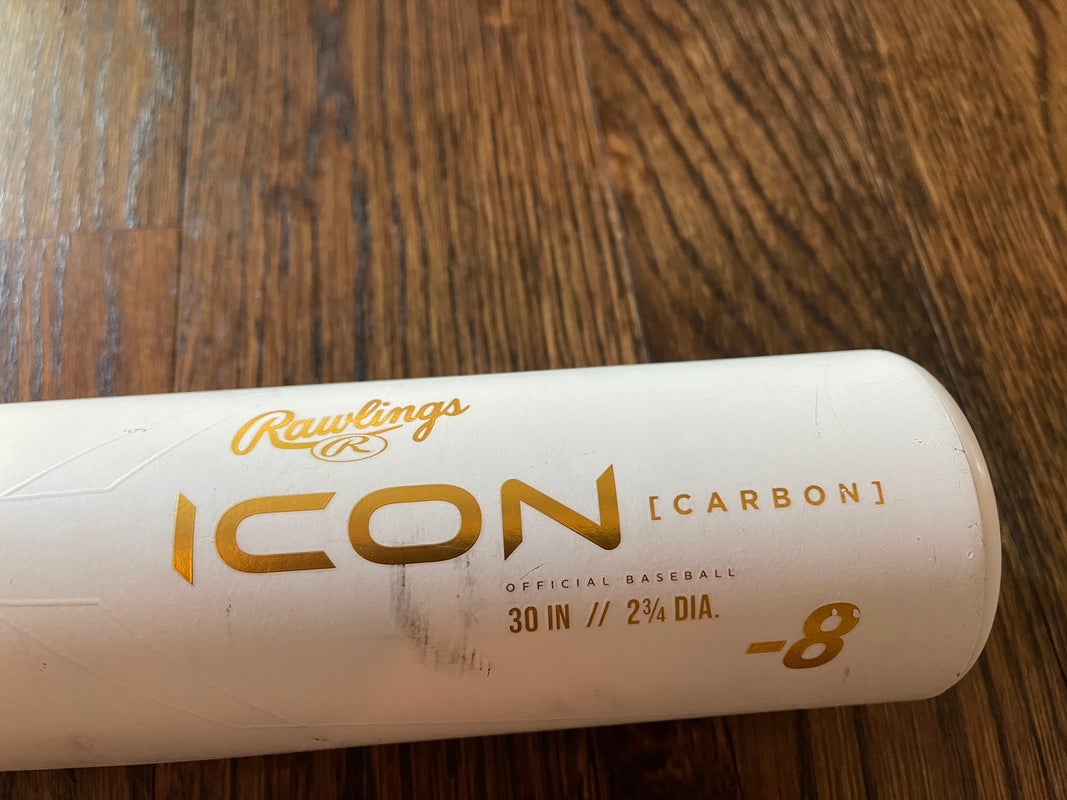 Rawlings
R
ICON [CARBON]
OFFICIAL BASEBALL
30 IN // 2¾ DIA.
-8